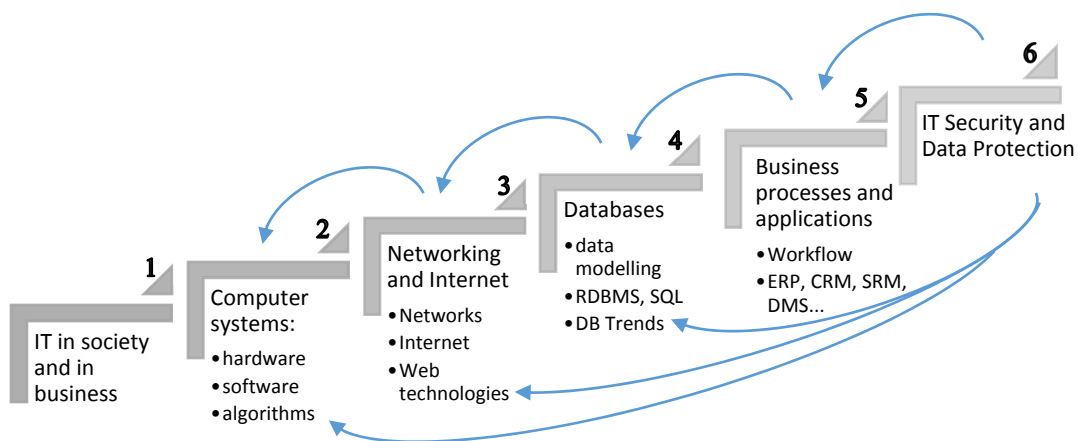 1
IT in society
and in
business
2
Computer
systems:
•hardware
•software
•algorithms
3
Networking
and Internet
•Networks
•Internet
•Web
technologies
4
Databases
•data
modelling
•RDBMS, SQL
•DB Trends
5
Business
processes and
applications
•Workflow
•ERP, CRM, SRM,
DMS...
6
IT Security and
Data Protection